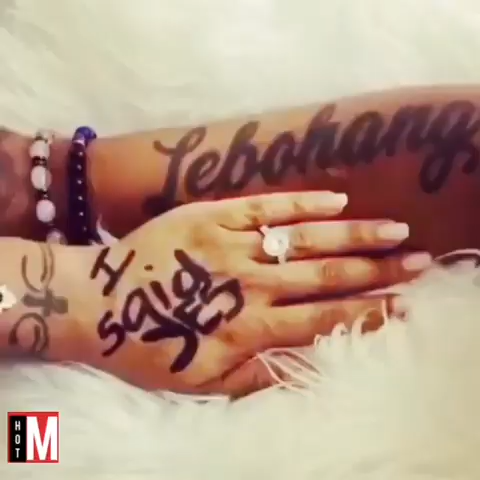 Lebohang
I
said
YES
HOT
M